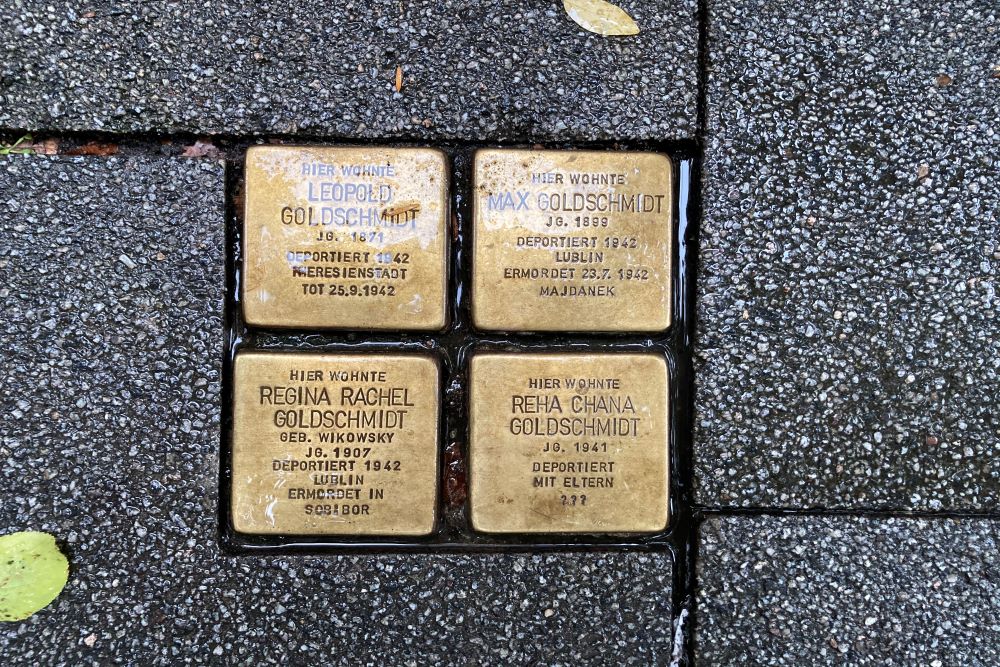 HIER WOHNTE
LEOPOLD
GOLDSCHMIDT
JG. 1871
DEPORTIERT 1942
THERESIENSTADT
TOT 25.9.1942
HIER WOHNTE
MAX GOLDSCHMIDT
JG. 1899
DEPORTIERT 1942
LUBLIN
ERMORDET 23.7.1942
MAJDANEK
HIER WOHNTE
REGINA RACHEL
GOLDSCHMIDT
GEB. WIKOWSKY
JG. 1907
DEPORTIERT 1942
LUBLIN
ERMORDET IN
SOBIBOR
HIER WOHNTE
REHA CHANA
GOLDSCHMIDT
JG. 1941
DEPORTIERT
MIT ELTERN
???